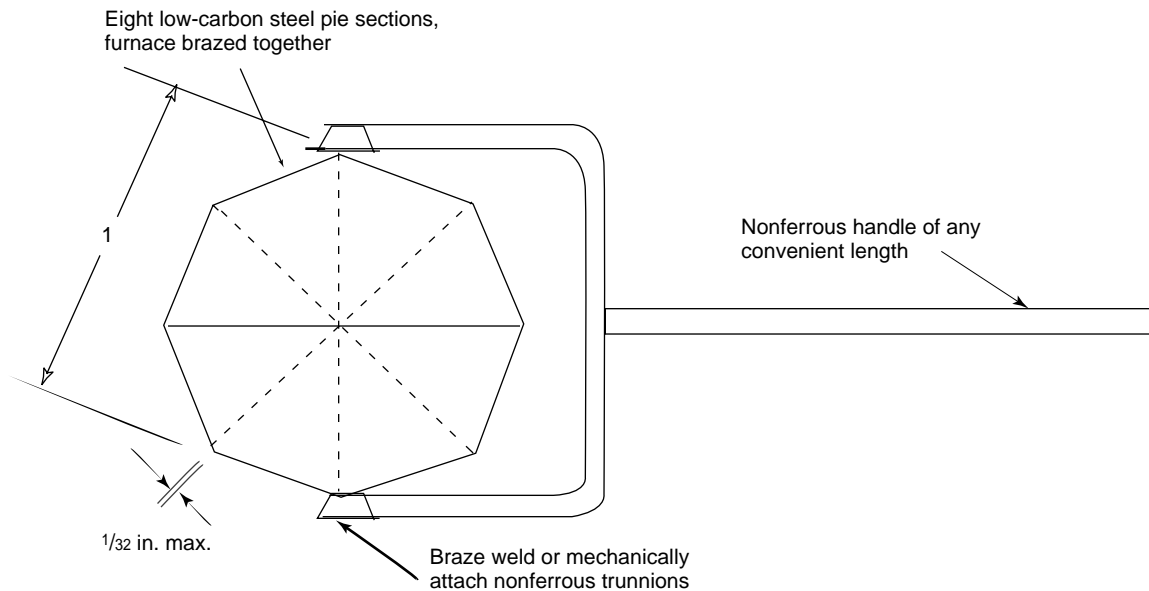 Eight low-carbon steel pie sections,
furnace brazed together
1
Nonferrous handle of any
convenient length
1/32 in. max.
Braze weld or mechanically
attach nonferrous trunnions